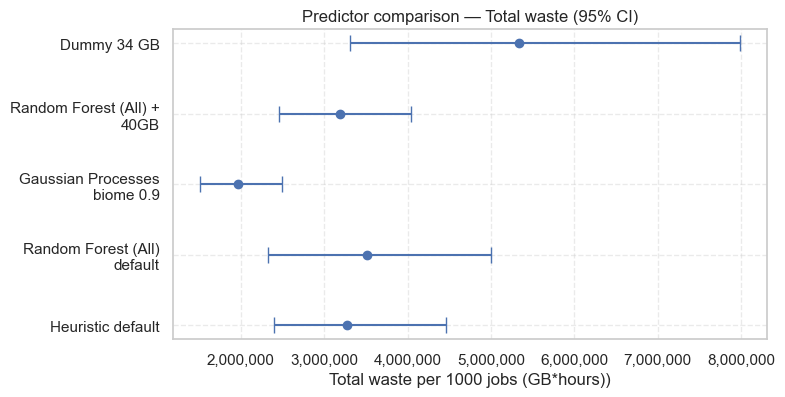 Predictor comparison — Total waste (95% CI)
Dummy 34 GB
Random Forest (All) +
40GB
Gaussian Processes
biome 0.9
Random Forest (All)
default
Heuristic default
2,000,000 3,000,000 4,000,000 5,000,000 6,000,000 7,000,000 8,000,000
Total waste per 1000 jobs (GB*hours))